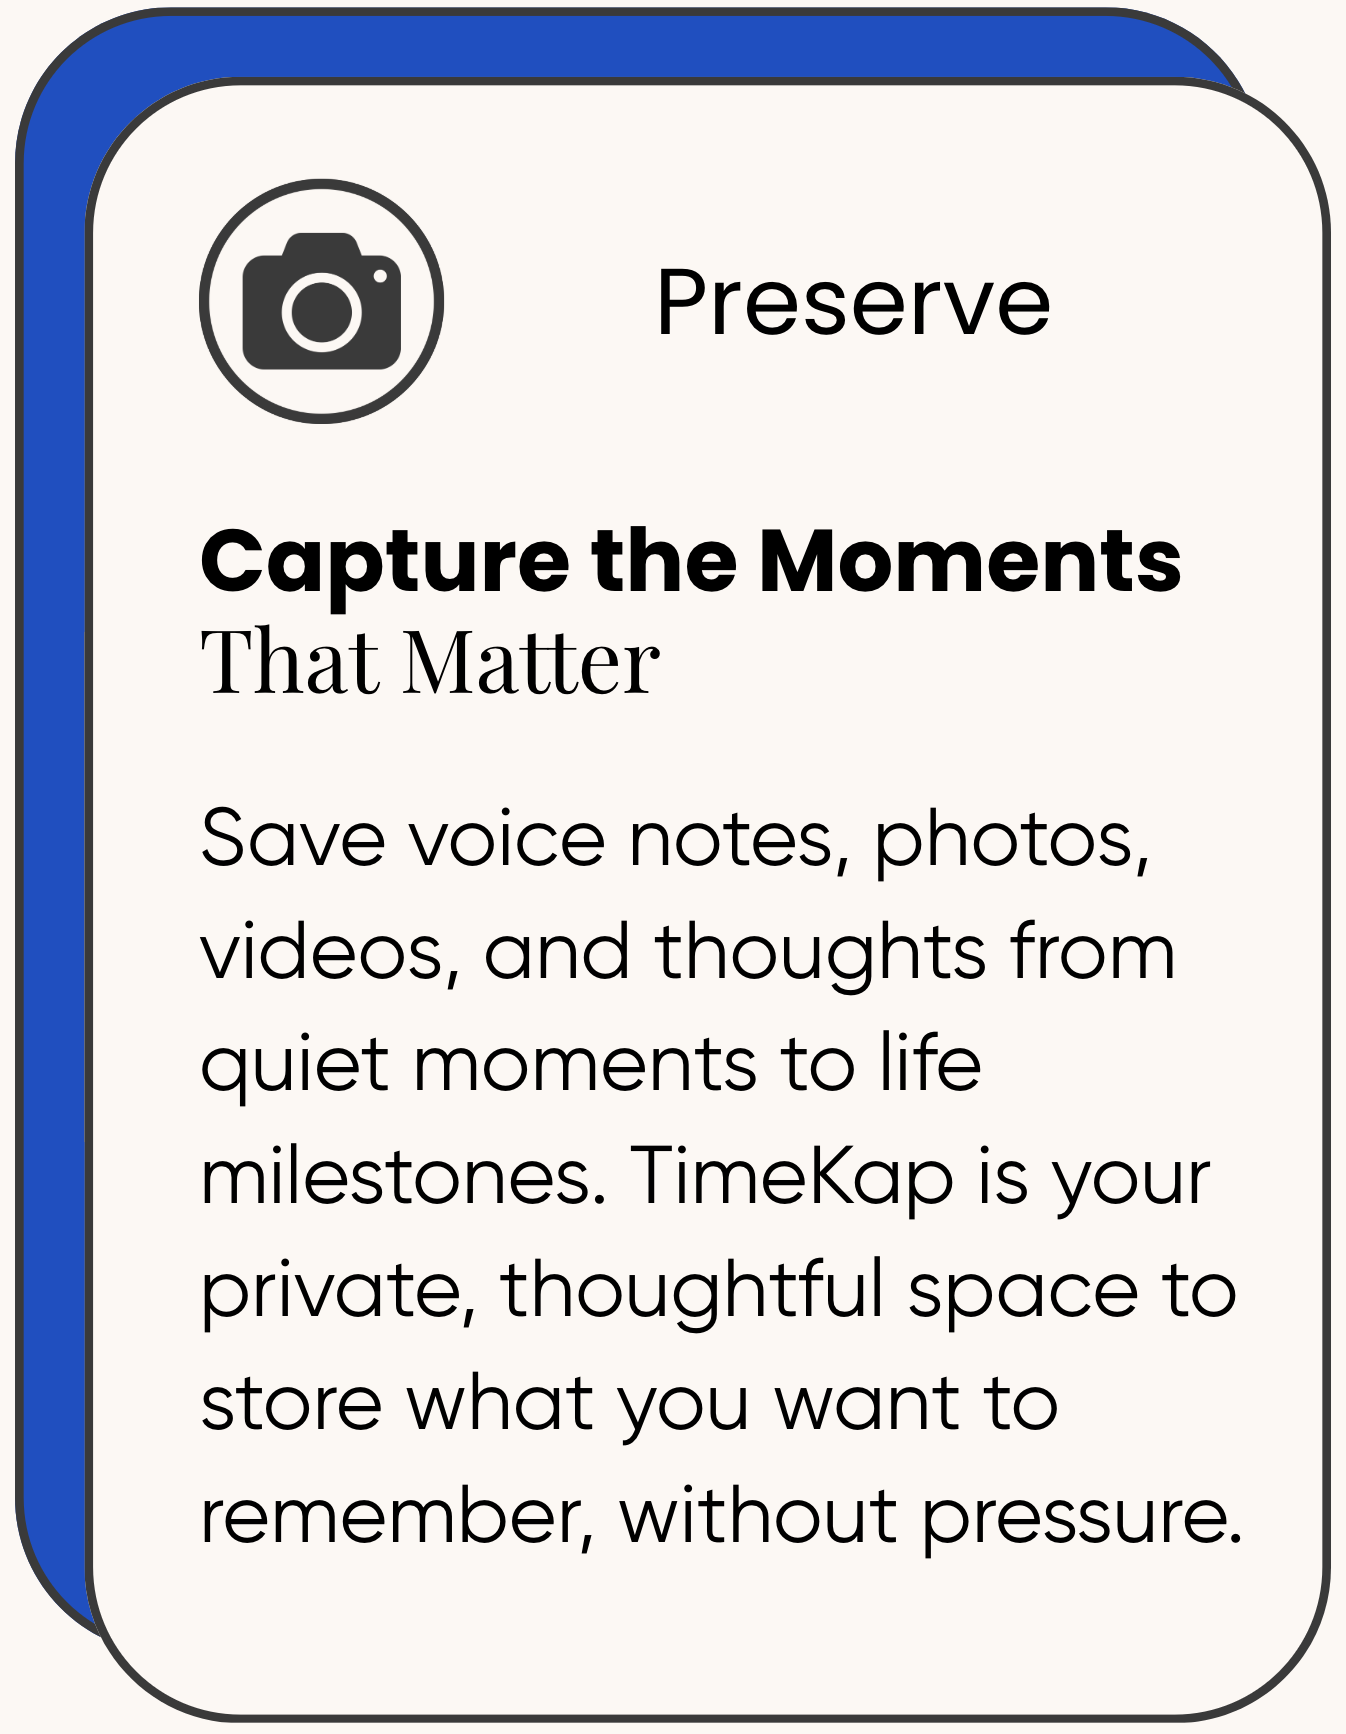 Preserve
Capture the Moments
That Matter
Save voice notes, photos,
videos, and thoughts from
quiet moments to life
milestones. TimeKap is your
private, thoughtful space to
store what you want to
remember, without pressure.